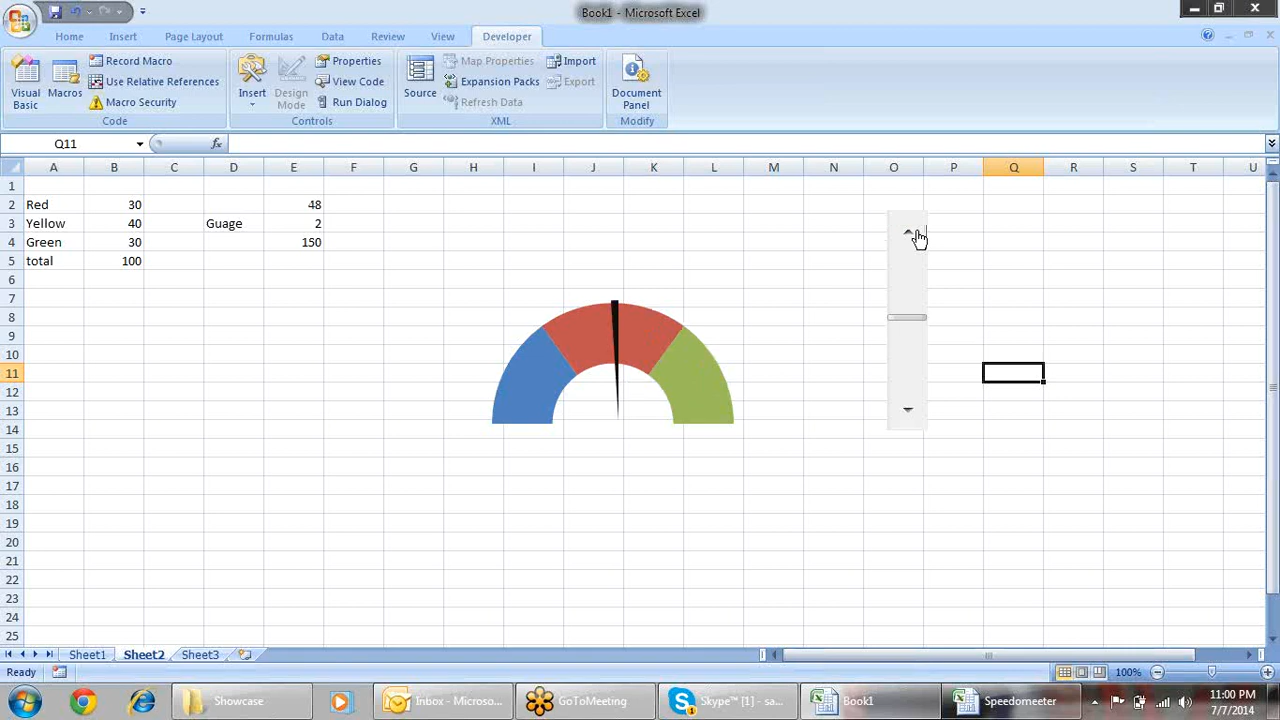 Book1 - Microsoft Excel
Home Insert Page Layout Formulas Data Review View Developer
Visual Basic
Macros
Record Macro
Use Relative References
Macro Security
Code
Insert
Design Mode
Properties
View Code
Run Dialog
Controls
Source
Map Properties
Expansion Packs
Refresh Data
Import
Export
XML
Document Panel
Modify
Q11
fx
A B C D E F G H I J K L M N O P Q R S T U
1
2 Red 30 48
3 Yellow 40 Guage 2
4 Green 30 150
5 total 100
6
7
8
9
10
11
12
13
14
15
16
17
18
19
20
21
22
23
24
25
Sheet1 Sheet2 Sheet3
Ready 100%
Showcase Inbox - Microso... GoToMeeting Skype™ [1] - sa... Book1 Speedomeeter
11:00 PM
7/7/2014